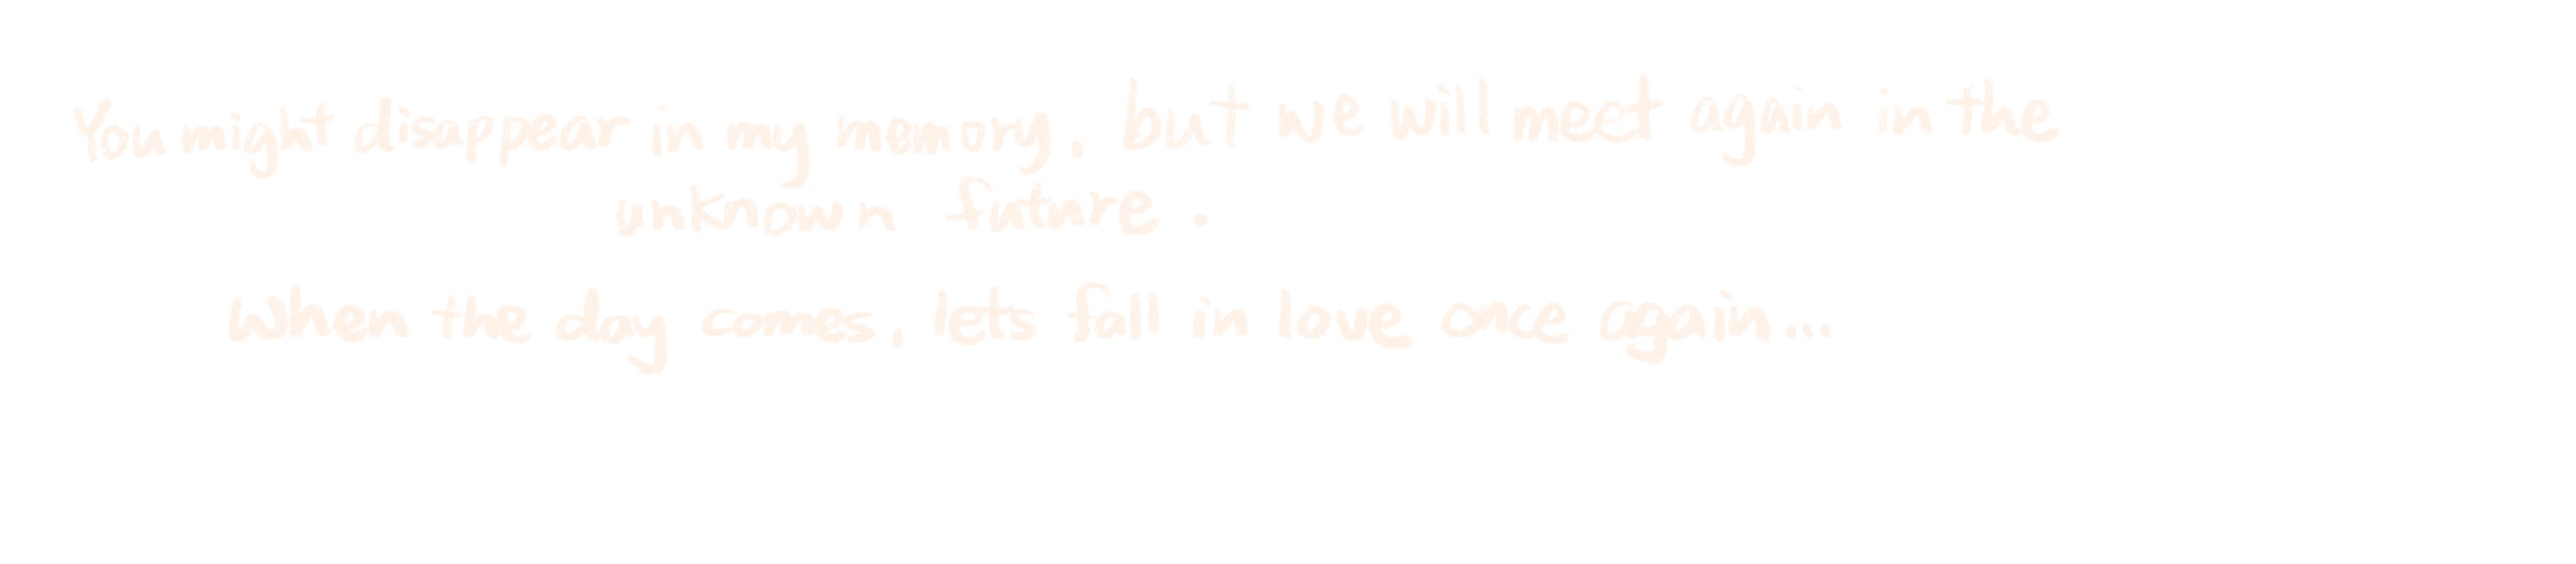 You might disappear in my memory, but we will meet again in the
unknown future.
When the day comes, lets fall in love once again...